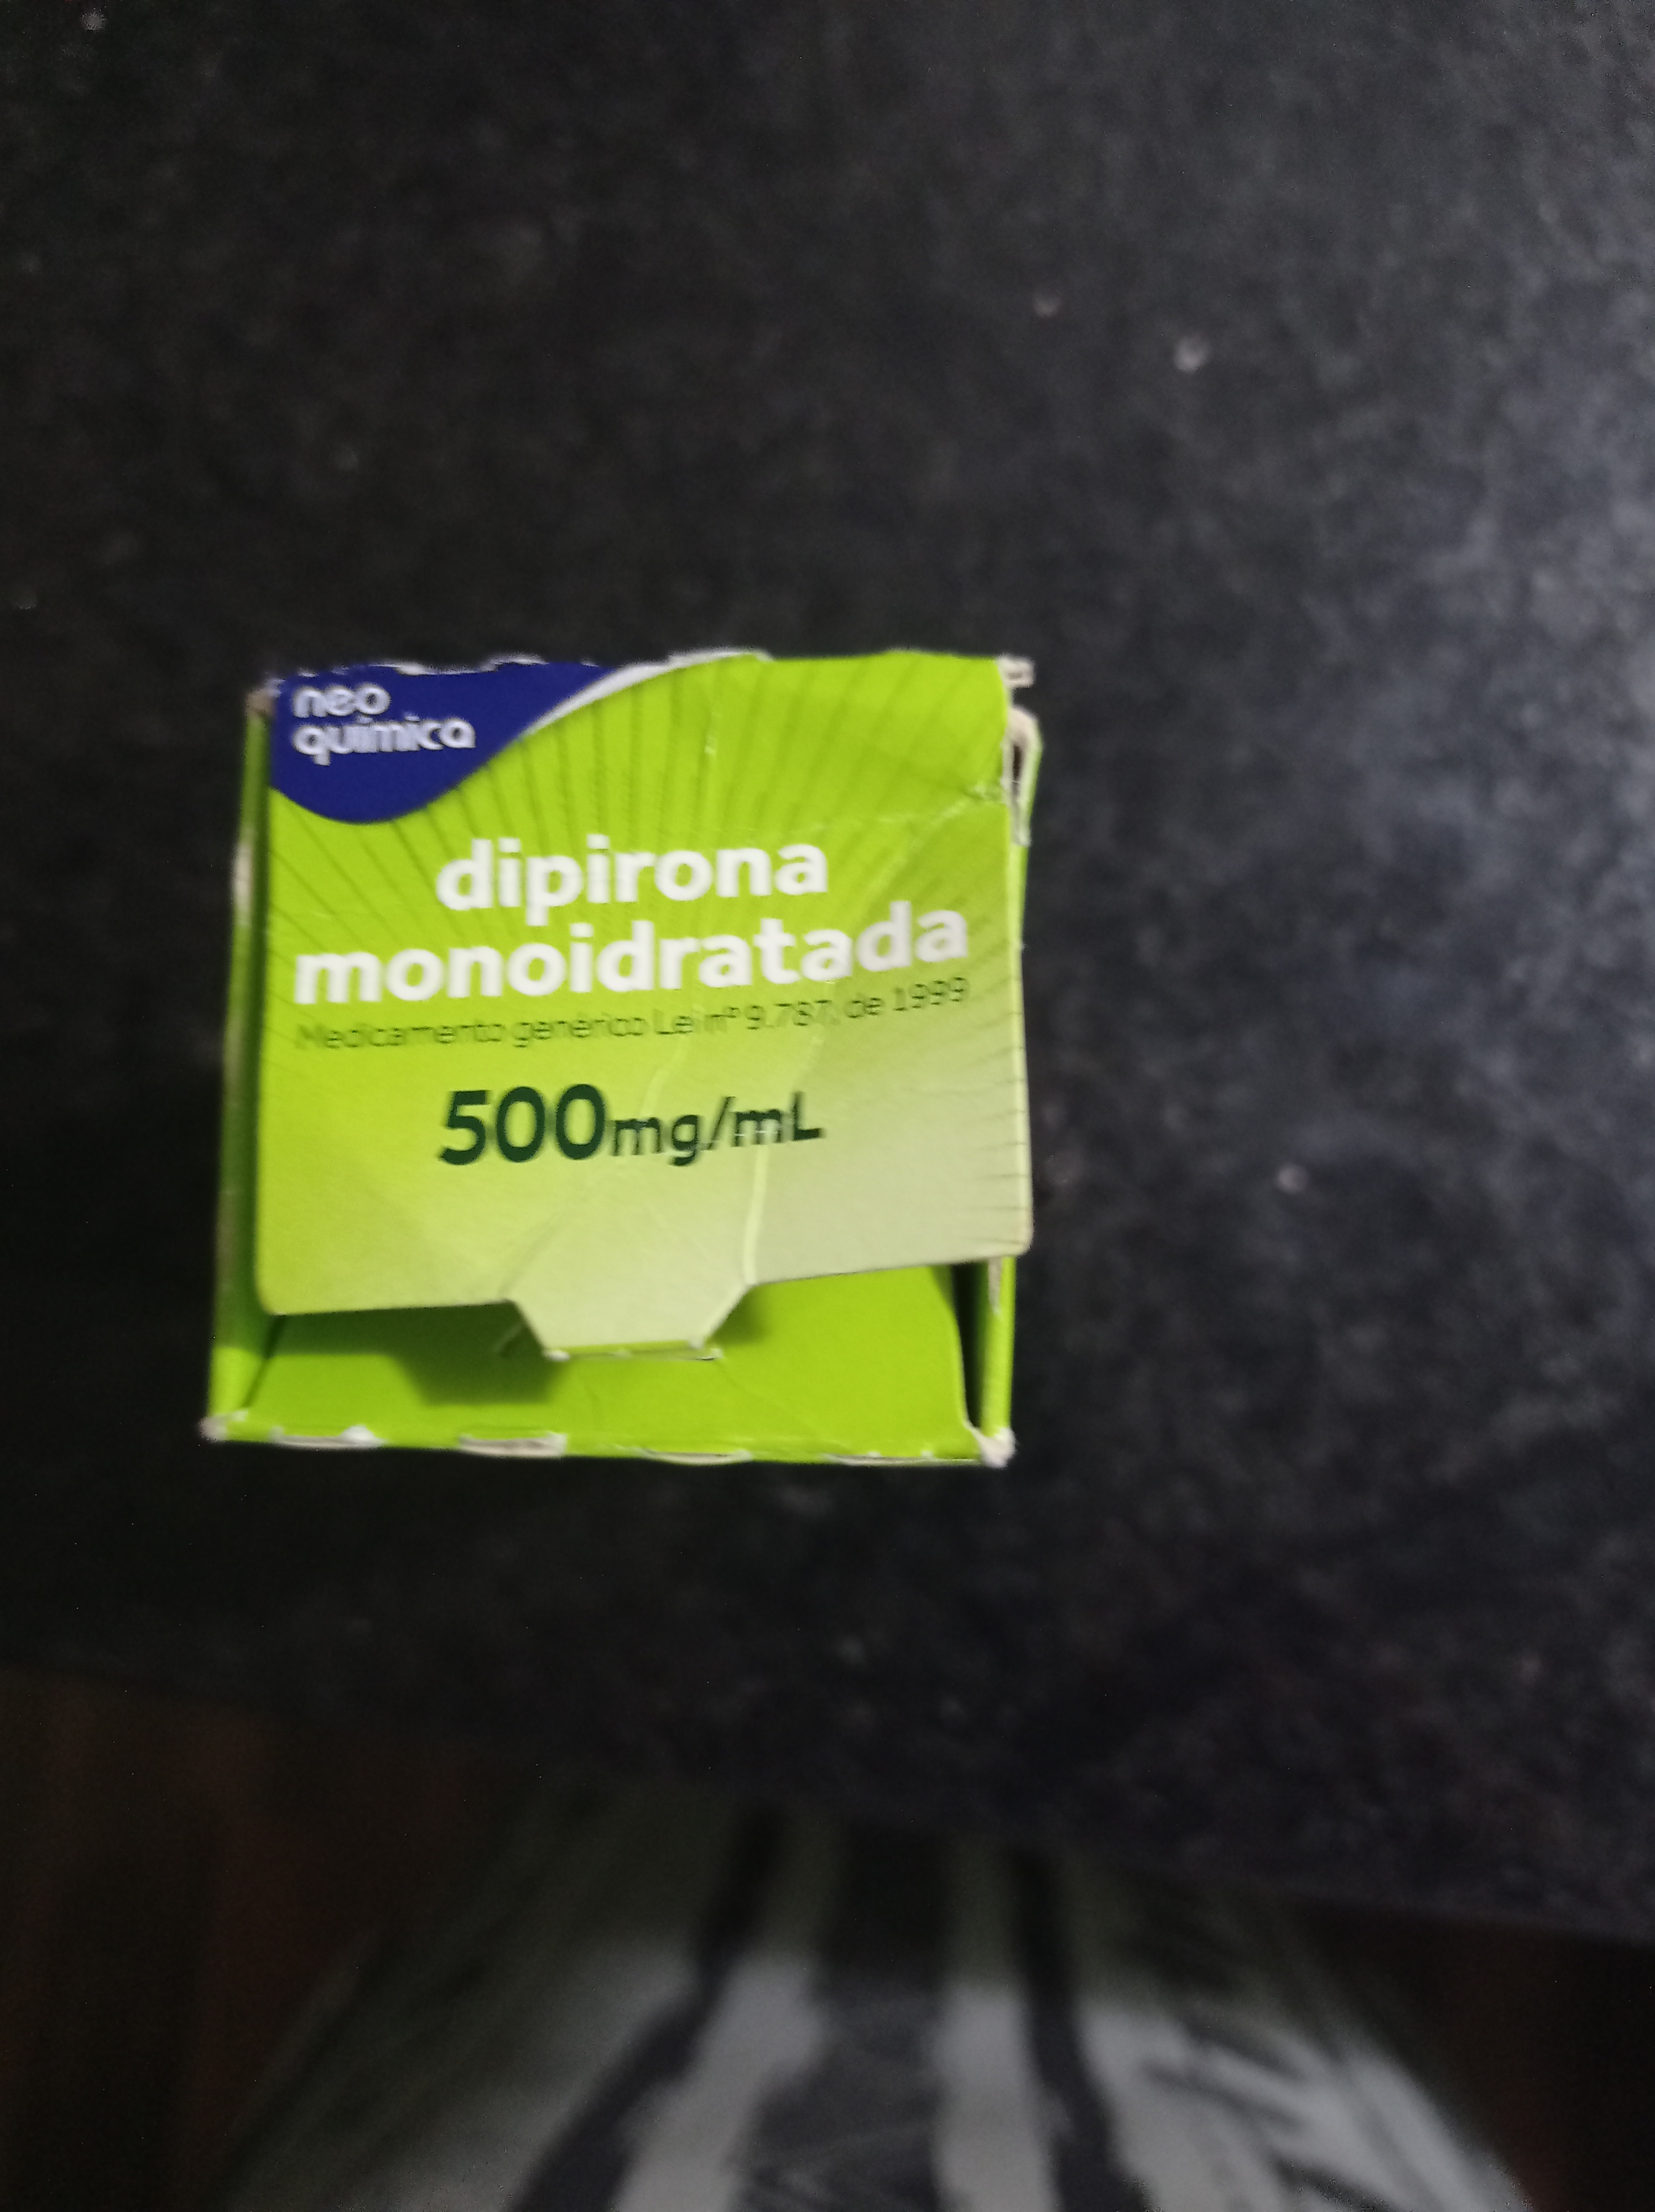 neo
química
dipirona
monoidratada
Medicamento genérico Lei nº 9.787, de 1999
500mg/mL